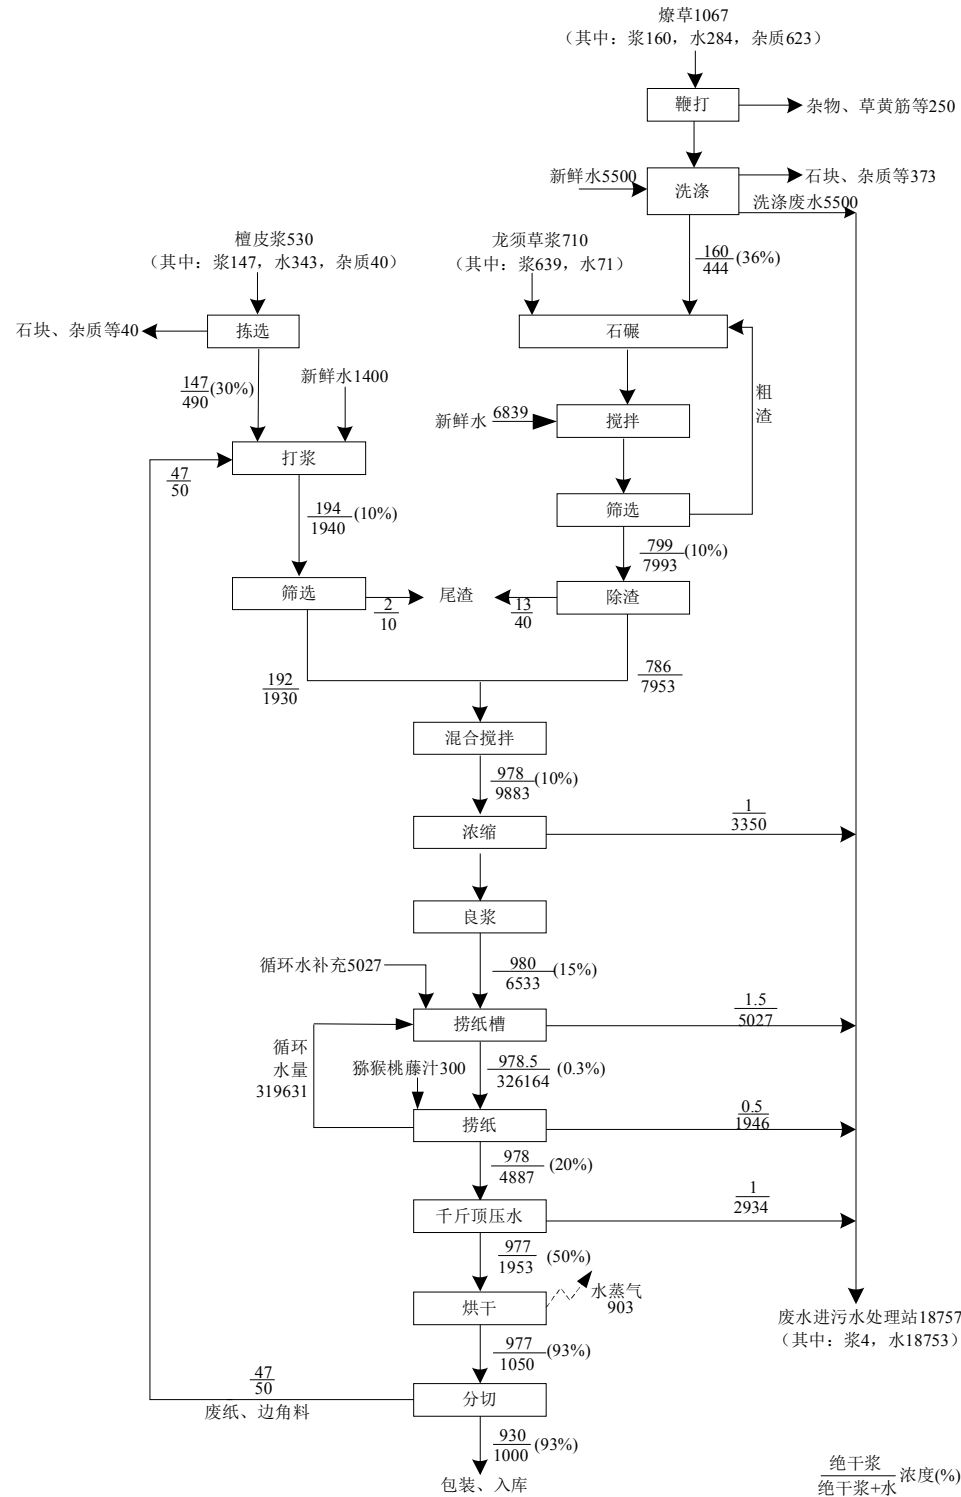 燎草1067
（其中：浆160，水284，杂质623）
鞭打
杂物、草黄筋等250
新鲜水5500
洗涤
石块、杂质等373
洗涤废水5500
檀皮浆530
（其中：浆147，水343，杂质40）
龙须草浆710
（其中：浆639，水71）
160
444
(36%)
石块、杂质等40
拣选
石碾
147
490
(30%)
新鲜水1400
粗
渣
新鲜水
6839
搅拌
打浆
47
50
194
1940
(10%)
筛选
799
7993
(10%)
筛选
2
10
尾渣
13
40
除渣
192
1930
786
7953
混合搅拌
978
9883
(10%)
浓缩
1
3350
良浆
循环水补充5027
980
6533
(15%)
捞纸槽
1.5
5027
循环
水量
319631
猕猴桃藤汁300
978.5
326164
(0.3%)
捞纸
0.5
1946
978
4887
(20%)
千斤顶压水
1
2934
977
1953
(50%)
烘干
水蒸气
903
废水进污水处理站18757
（其中：浆4，水18753）
977
1050
(93%)
47
50
废纸、边角料
分切
930
1000
(93%)
包装、入库
绝干浆
绝干浆+水
浓度(%)